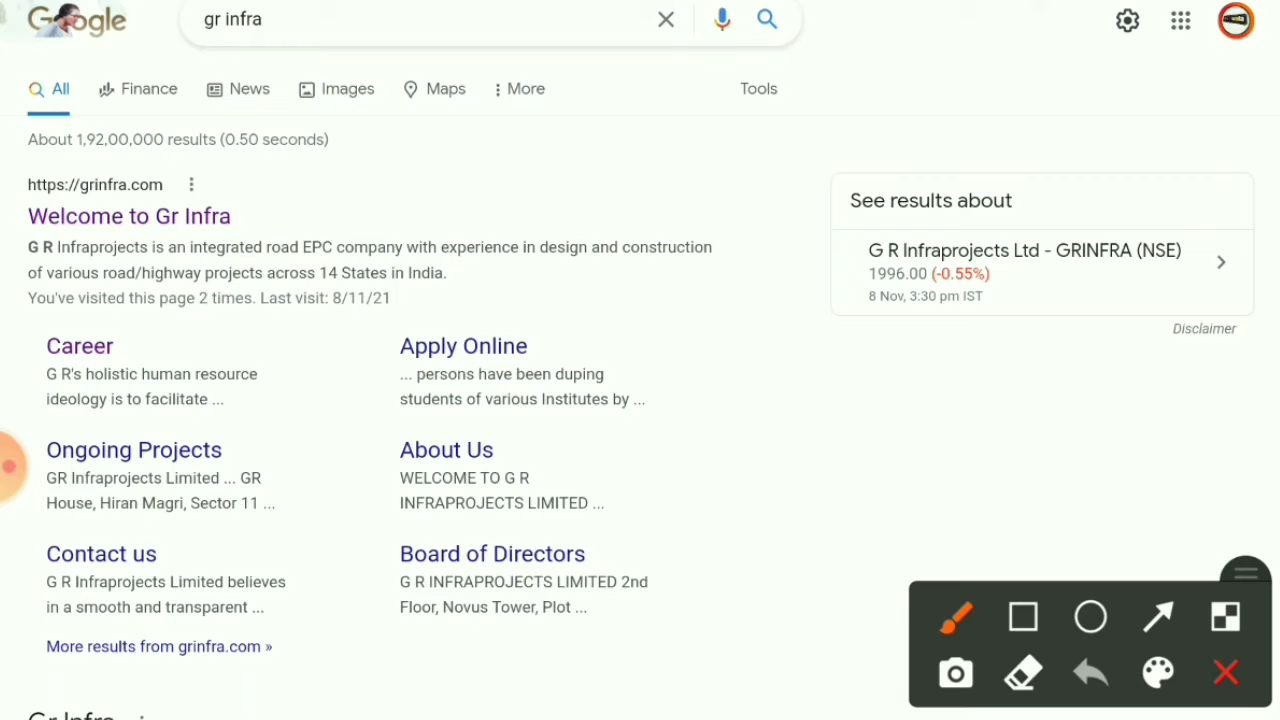 Google
gr infra
All
Finance
News
Images
Maps
More
Tools
About 1,92,00,000 results (0.50 seconds)
https://grinfra.com
Welcome to Gr Infra
G R Infraprojects is an integrated road EPC company with experience in design and construction
of various road/highway projects across 14 States in India.
You've visited this page 2 times. Last visit: 8/11/21
Career
G R's holistic human resource
ideology is to facilitate ...
Apply Online
... persons have been duping
students of various Institutes by ...
Ongoing Projects
GR Infraprojects Limited ... GR
House, Hiran Magri, Sector 11 ...
About Us
WELCOME TO G R
INFRAPROJECTS LIMITED ...
Contact us
G R Infraprojects Limited believes
in a smooth and transparent ...
Board of Directors
G R INFRAPROJECTS LIMITED 2nd
Floor, Novus Tower, Plot ...
More results from grinfra.com »
Gr Infra
See results about
G R Infraprojects Ltd - GRINFRA (NSE)
1996.00 (-0.55%)
8 Nov, 3:30 pm IST
Disclaimer